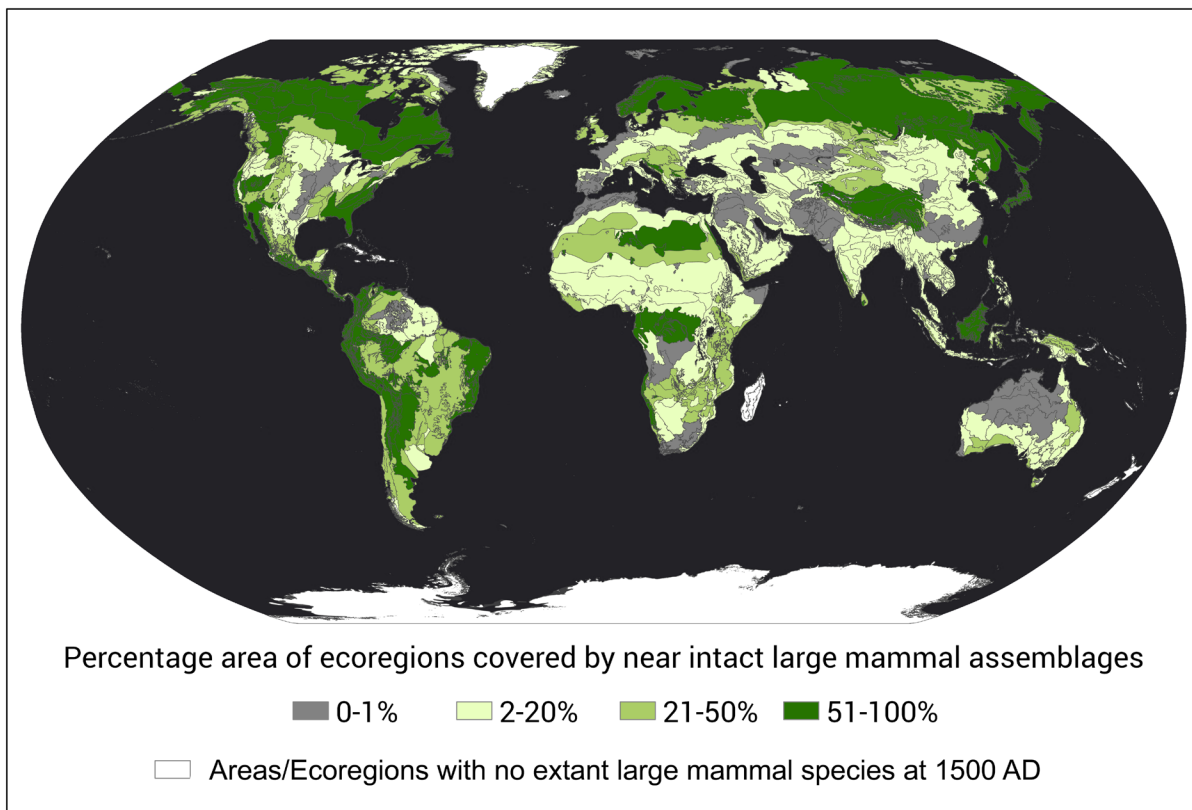 Percentage area of ecoregions covered by near intact large mammal assemblages
0-1% 2-20% 21-50% 51-100%
Areas/Ecoregions with no extant large mammal species at 1500 AD